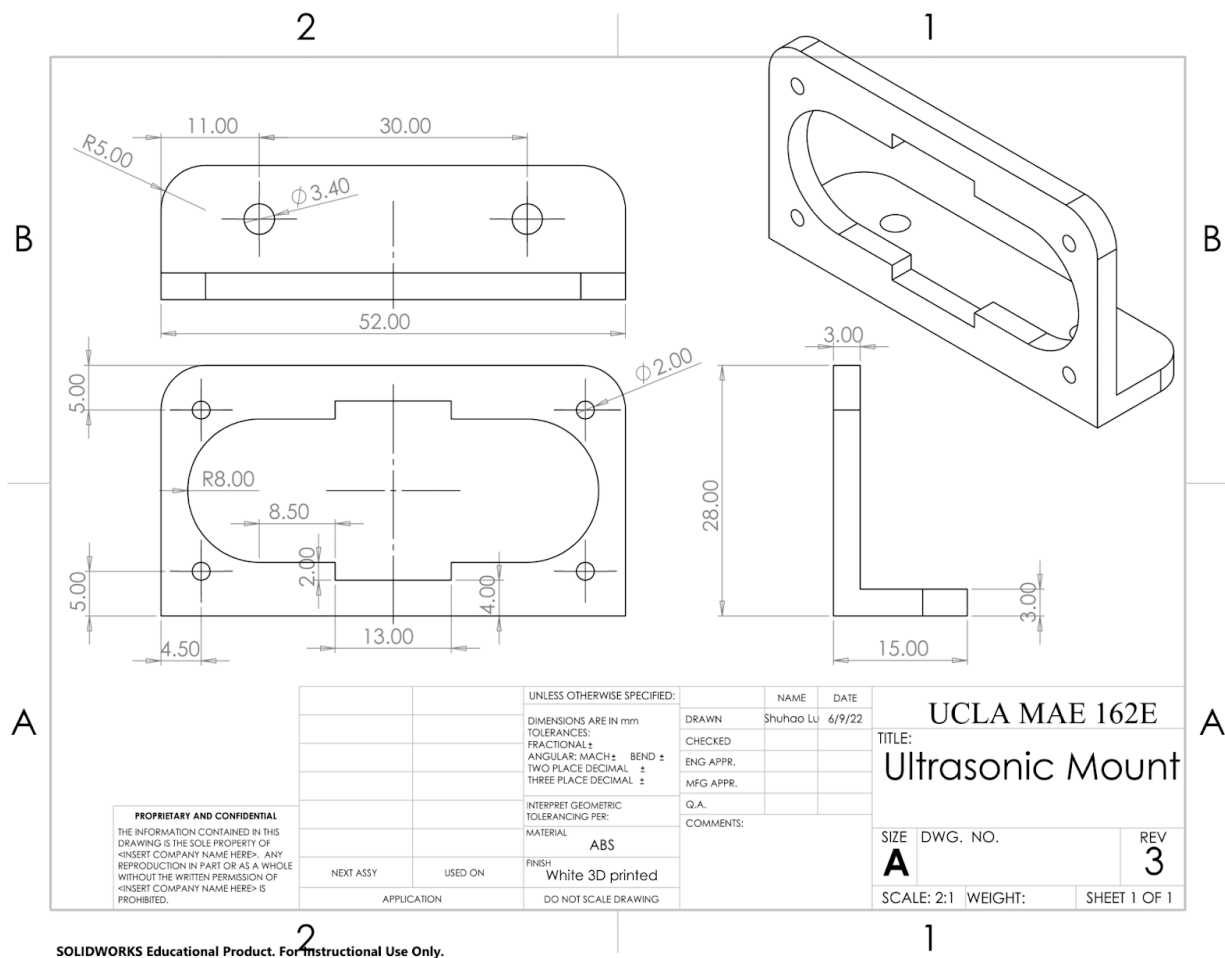 2 1
11.00 30.00
R5.00
⌀ 3.40
B B
52.00
3.00
⌀ 2.00
5.00
R8.00
8.50
28.00
2.00
5.00
4.00
3.00
4.50
13.00
15.00
A A
UNLESS OTHERWISE SPECIFIED:
DIMENSIONS ARE IN mm
TOLERANCES:
FRACTIONAL ±
ANGULAR: MACH ± BEND ±
TWO PLACE DECIMAL ±
THREE PLACE DECIMAL ±
INTERPRET GEOMETRIC
TOLERANCING PER:
MATERIAL
ABS
FINISH
White 3D printed
DO NOT SCALE DRAWING
NAME DATE
DRAWN Shuhao Lu 6/9/22
CHECKED
ENG APPR.
MFG APPR.
Q.A.
COMMENTS:
UCLA MAE 162E
TITLE:
Ultrasonic Mount
SIZE DWG. NO. REV
A 3
SCALE: 2:1 WEIGHT: SHEET 1 OF 1
PROPRIETARY AND CONFIDENTIAL
THE INFORMATION CONTAINED IN THIS
DRAWING IS THE SOLE PROPERTY OF
<INSERT COMPANY NAME HERE>. ANY
REPRODUCTION IN PART OR AS A WHOLE
WITHOUT THE WRITTEN PERMISSION OF
<INSERT COMPANY NAME HERE> IS
PROHIBITED.
NEXT ASSY USED ON
APPLICATION
2 1
SOLIDWORKS Educational Product. For Instructional Use Only.